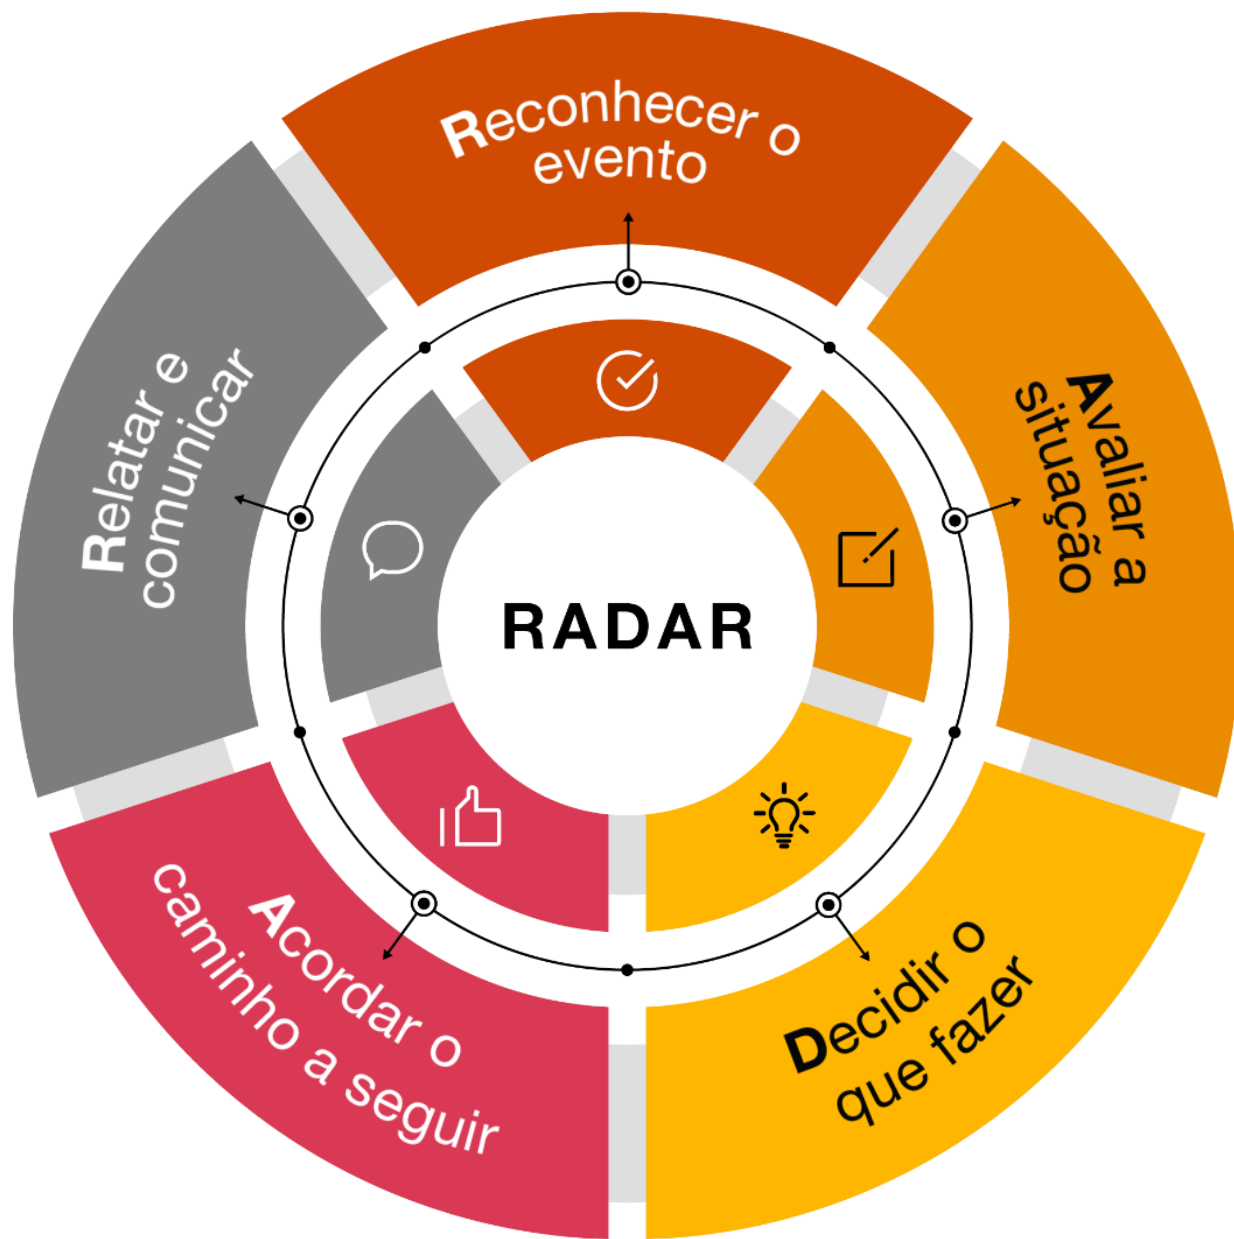 Reconhecer o
evento
Avaliar a
situação
Decidir o
que fazer
Acordar o
caminho a seguir
Relatar e
comunicar
RADAR